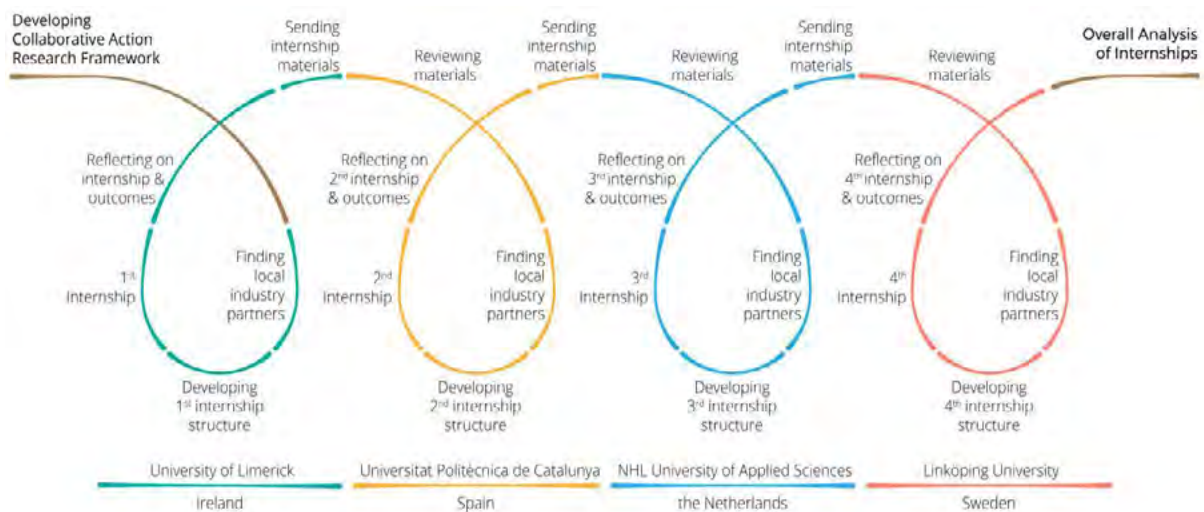 Developing
Collaborative Action
Research Framework
Sending
internship
materials
Reviewing
materials
Sending
internship
materials
Reviewing
materials
Sending
internship
materials
Reviewing
materials
Overall Analysis
of Internships
Reflecting on
internship &
outcomes
Reflecting on
2nd internship
& outcomes
Reflecting on
3rd internship
& outcomes
Reflecting on
4th internship
& outcomes
1st
Internship
Finding
local
industry
partners
2nd
Internship
Finding
local
industry
partners
3rd
Internship
Finding
local
industry
partners
4th
Internship
Finding
local
industry
partners
Developing
1st internship
structure
Developing
2nd internship
structure
Developing
3rd internship
structure
Developing
4th internship
structure
University of Limerick
Ireland
Universitat Politècnica de Catalunya
Spain
NHL University of Applied Sciences
the Netherlands
Linkoping University
Sweden